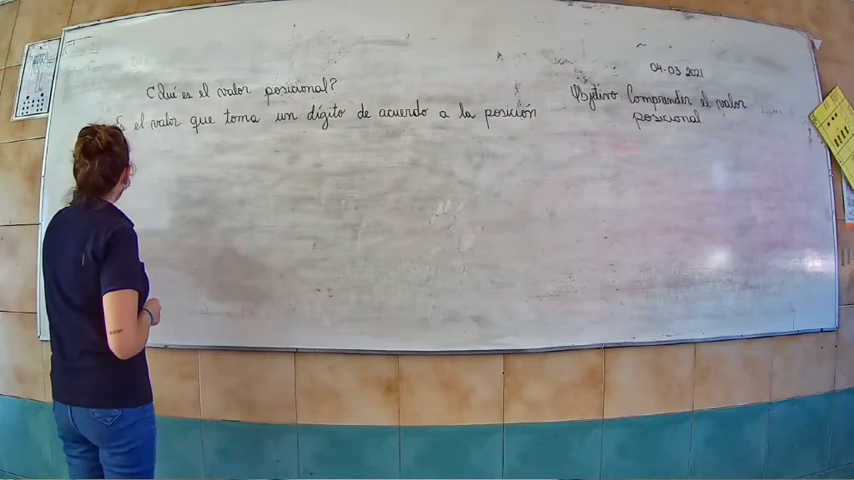 ¿Qué es el valor posicional?
Es el valor que toma un dígito de acuerdo a la posición
04-03-2021
Objetivo: Comprender el valor
posicional